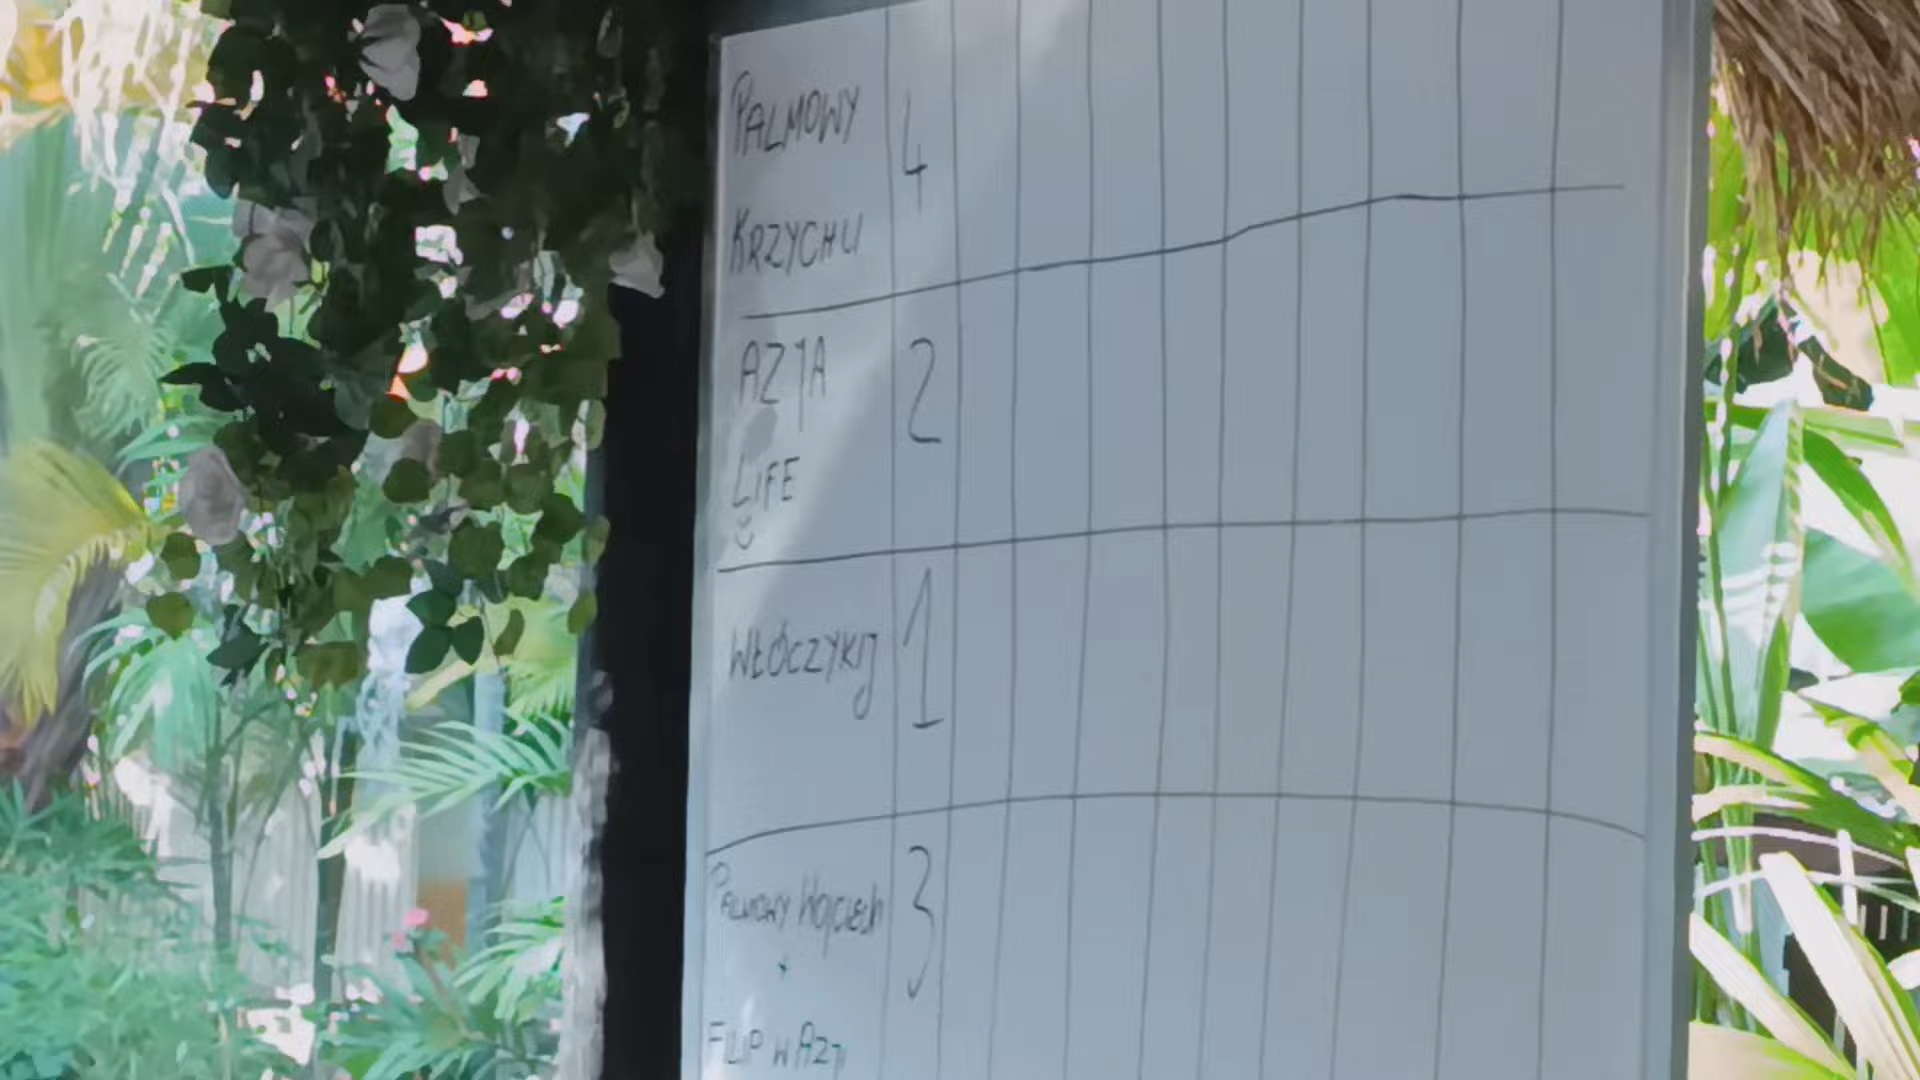 PALMOWY 4
KRZYCHU
AZJA 2
LIFE
WŁÓCZYKIJ 1
PALMOWY WOJCIECH 3
FILIP W AZJI